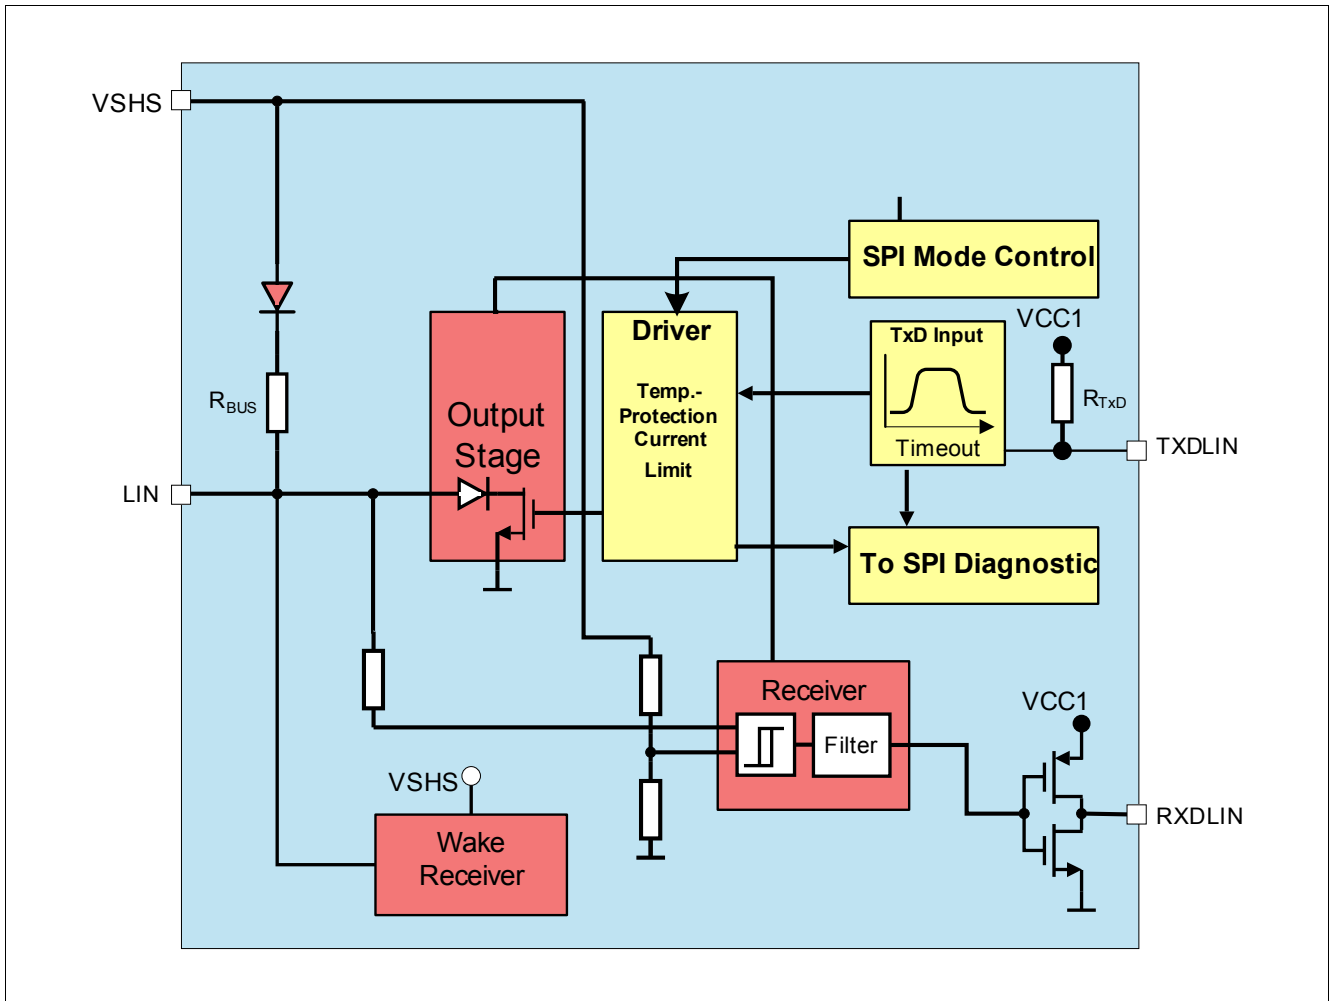 VSHS
SPI Mode Control
VCC1
Driver
TxD Input
Temp.-
Protection
Current
Limit
RBUS
RTxD
Output
Stage
Timeout
TXDLIN
LIN
To SPI Diagnostic
Receiver
VCC1
Filter
VSHS
RXDLIN
Wake
Receiver